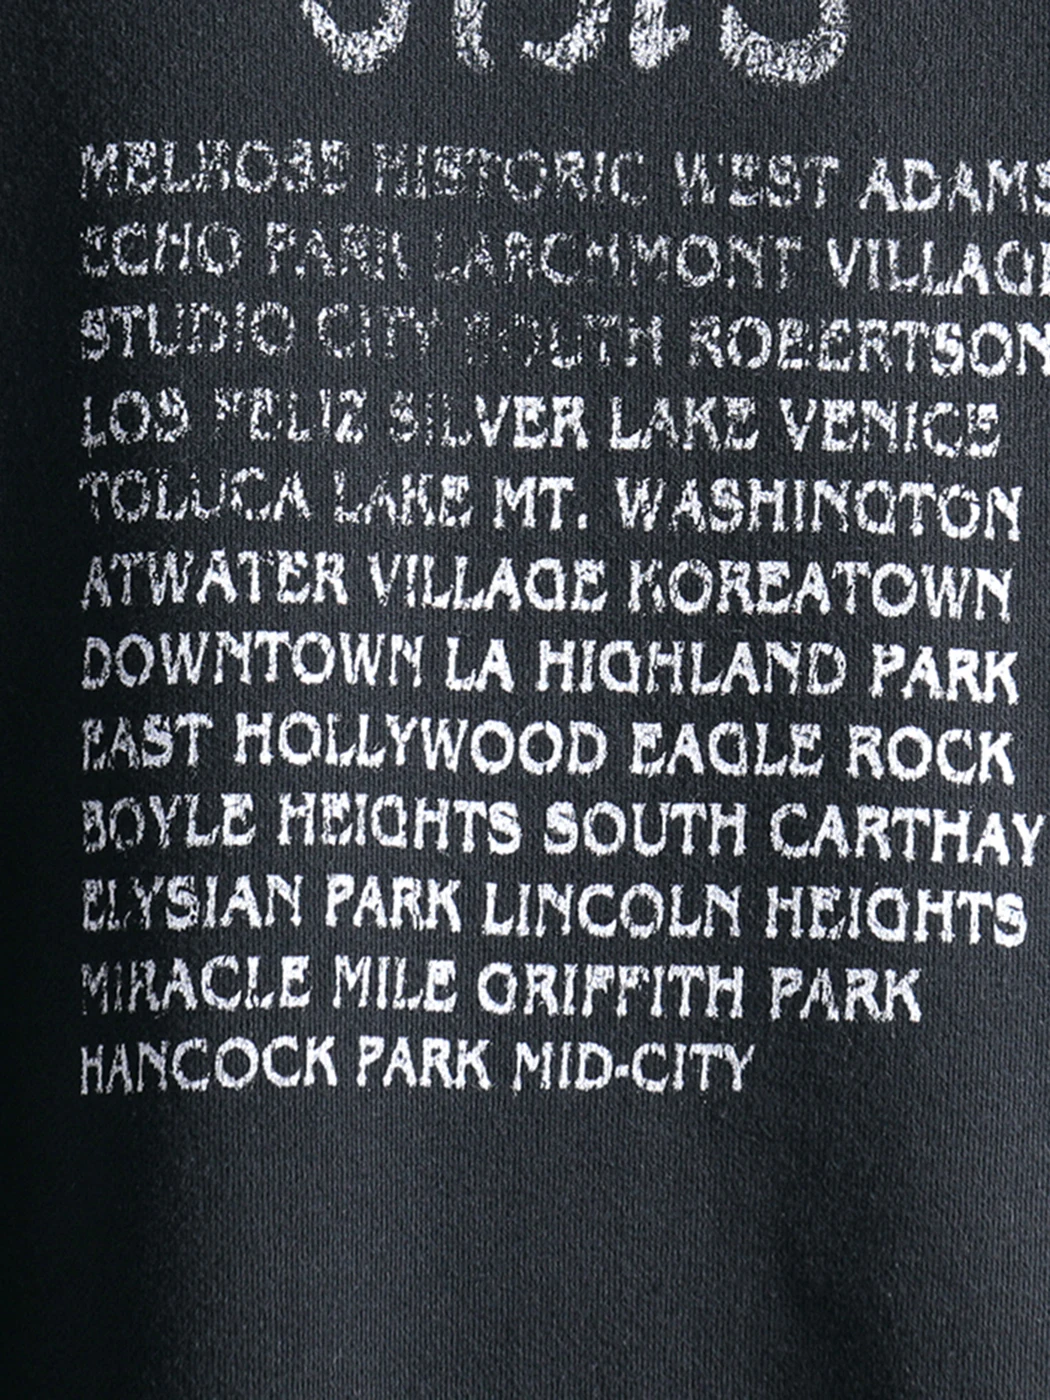 MELROSE HISTORIC WEST ADAMS
ECHO PARK LARCHMONT VILLAGE
STUDIO CITY SOUTH ROBERTSON
LOS FELIZ SILVER LAKE VENICE
TOLUCA LAKE MT. WASHINGTON
ATWATER VILLAGE KOREATOWN
DOWNTOWN LA HIGHLAND PARK
EAST HOLLYWOOD EAGLE ROCK
BOYLE HEIGHTS SOUTH CARTHAY
ELYSIAN PARK LINCOLN HEIGHTS
MIRACLE MILE GRIFFITH PARK
HANCOCK PARK MID-CITY